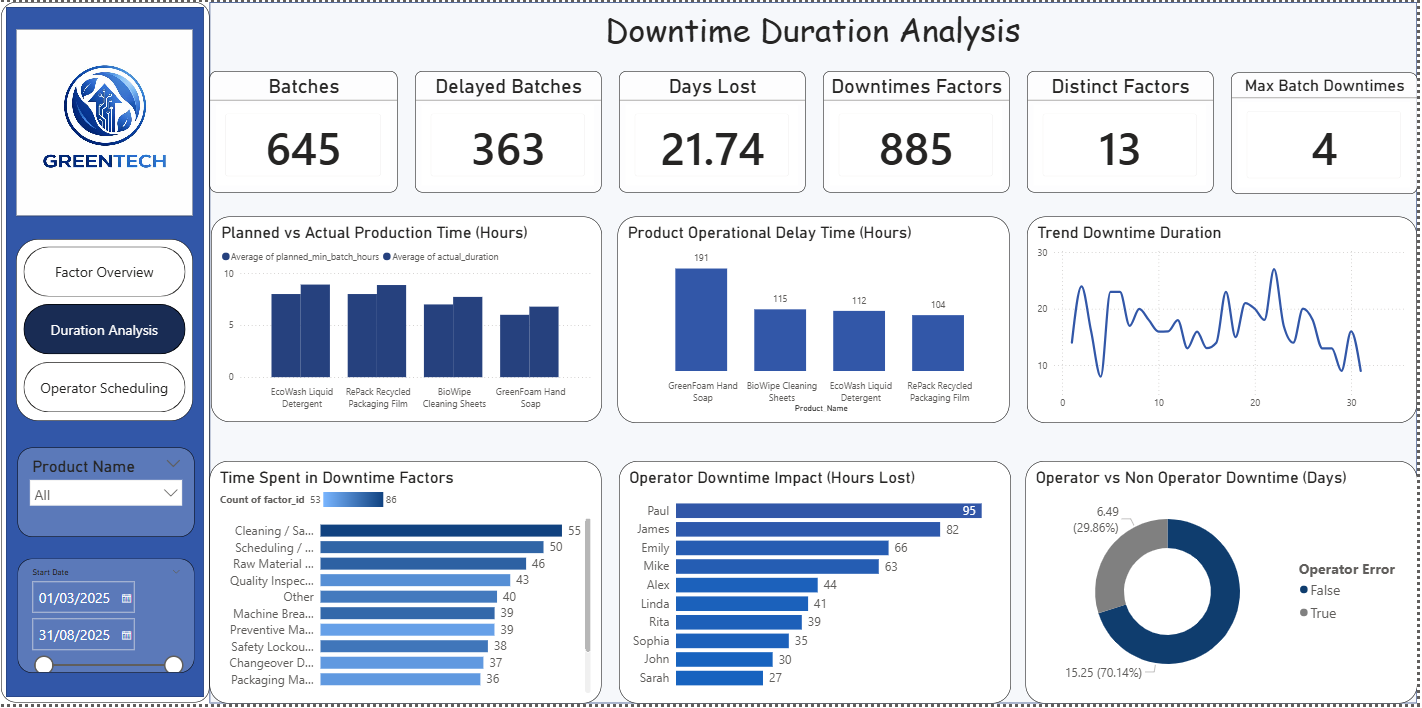 Downtime Duration Analysis
GREENTECH
Factor Overview
Duration Analysis
Operator Scheduling
Product Name
All
Start Date
01/03/2025
31/08/2025
Batches
645
Delayed Batches
363
Days Lost
21.74
Downtimes Factors
885
Distinct Factors
13
Max Batch Downtimes
4
Planned vs Actual Production Time (Hours)
Average of planned_min_batch_hours Average of actual_duration
10
5
0
EcoWash Liquid
Detergent
RePack Recycled
Packaging Film
BioWipe
Cleaning Sheets
GreenFoam Hand
Soap
Product Operational Delay Time (Hours)
191
115
112
104
GreenFoam Hand
Soap
BioWipe Cleaning
Sheets
EcoWash Liquid
Detergent
RePack Recycled
Packaging Film
Product_Name
Trend Downtime Duration
30
20
10
0 10 20 30
Time Spent in Downtime Factors
Count of factor_id 53 86
Cleaning / Sa... 55
Scheduling / ... 50
Raw Material ... 46
Quality Inspec... 43
Other 40
Machine Brea... 39
Preventive Ma... 39
Safety Lockou... 38
Changeover D... 37
Packaging Ma... 36
Operator Downtime Impact (Hours Lost)
Paul 95
James 82
Emily 66
Mike 63
Alex 44
Linda 41
Rita 39
Sophia 35
John 30
Sarah 27
Operator vs Non Operator Downtime (Days)
6.49
(29.86%)
15.25 (70.14%)
Operator Error
False
True